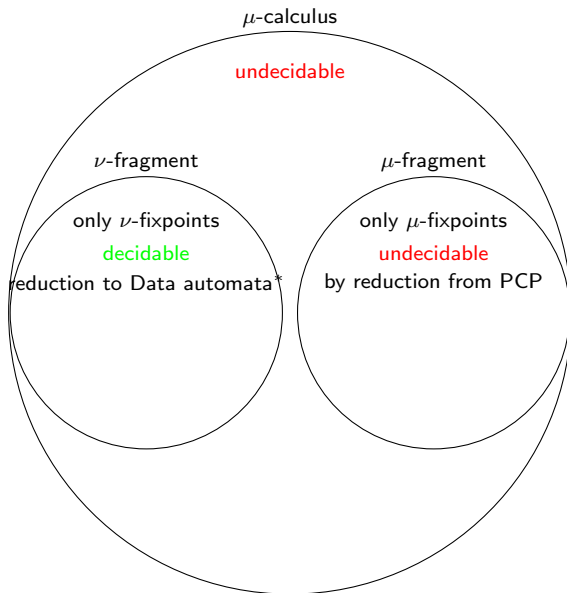 μ-calculus
undecidable
ν-fragment
only ν-fixpoints
decidable
reduction to Data automata*
μ-fragment
only μ-fixpoints
undecidable
by reduction from PCP